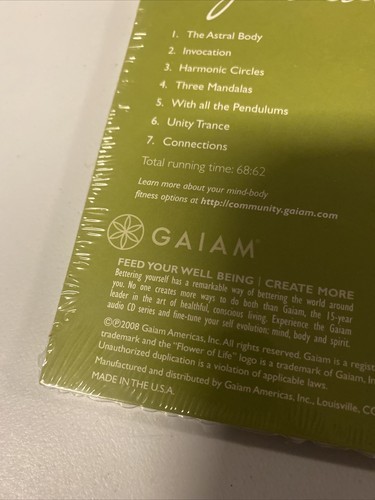 1. The Astral Body
2. Invocation
3. Harmonic Circles
4. Three Mandalas
5. With all the Pendulums
6. Unity Trance
7. Connections
Total running time: 68:62
Learn more about your mind-body
fitness options at http://community.gaiam.com
GAIAM
FEED YOUR WELL BEING | CREATE MORE
Bettering yourself has a remarkable way of bettering the world around
you. No one creates more ways to do both than Gaiam, the 15-year
leader in the art of healthful, conscious living. Experience the Gaiam
audio CD series and fine-tune your self evolution: mind, body and spirit.
©℗2008 Gaiam Americas, Inc. All rights reserved. Gaiam is a regist
trademark and the "Flower of Life" logo is a trademark of Gaiam, In
Unauthorized duplication is a violation of applicable laws.
Manufactured and distributed by Gaiam Americas, Inc., Louisville, CO
MADE IN THE U.S.A.